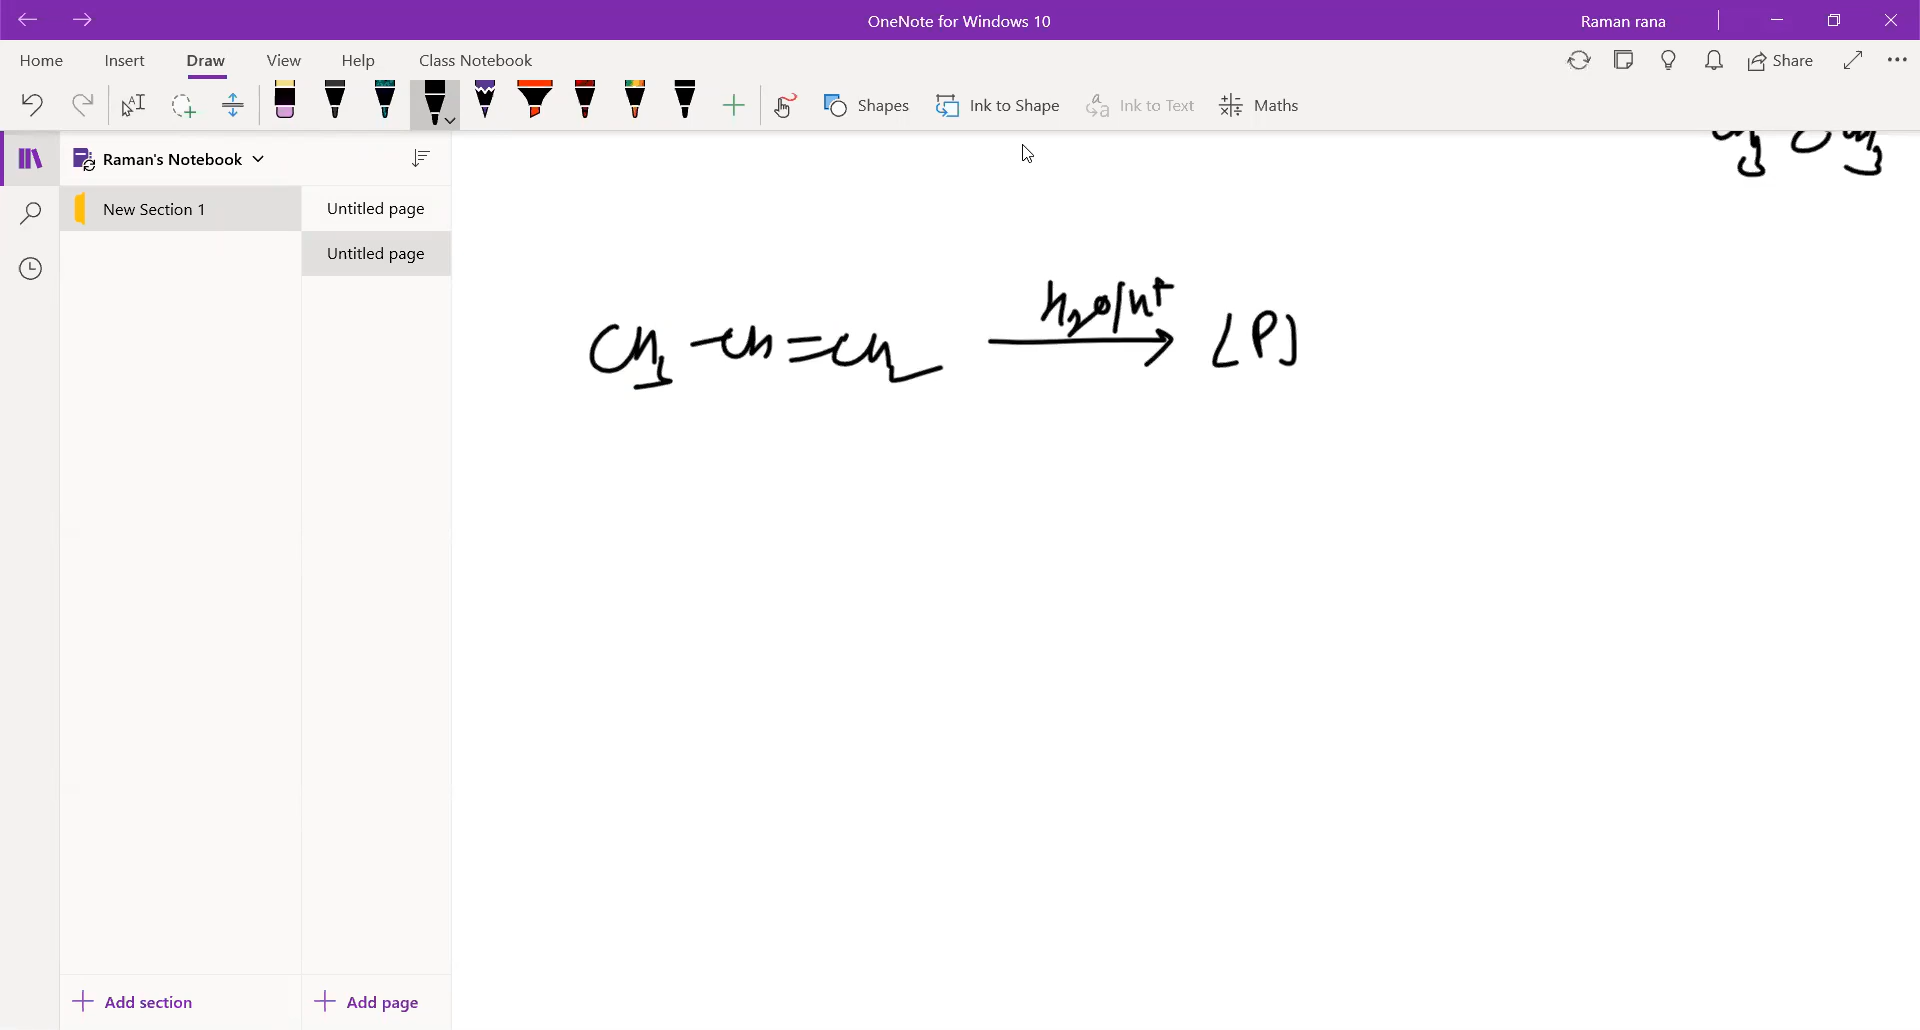 OneNote for Windows 10
Raman rana
Home Insert Draw View Help Class Notebook
Share
Shapes Ink to Shape Ink to Text Maths
Raman's Notebook
New Section 1
Untitled page
Untitled page
CH3 - CH = CH2 H2O/H+ [P]
CH3 CH3
Add section
Add page